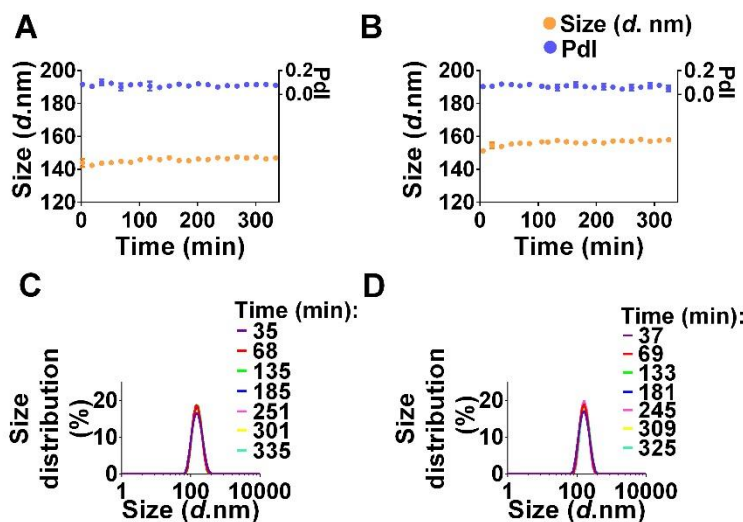 A
B
Size (d. nm)
PdI
Size (d.nm)
200
180
160
140
120
0.2
0.0
PdI
0 100 200 300
Time (min)
Size (d.nm)
200
180
160
140
120
0.2
0.0
PdI
0 100 200 300
Time (min)
C
Time (min):
35
68
135
185
251
301
335
Size
distribution
(%)
20
10
0
1 100 10000
Size (d.nm)
D
Time (min):
37
69
133
181
245
309
325
Size
distribution
(%)
20
10
0
1 100 10000
Size (d.nm)